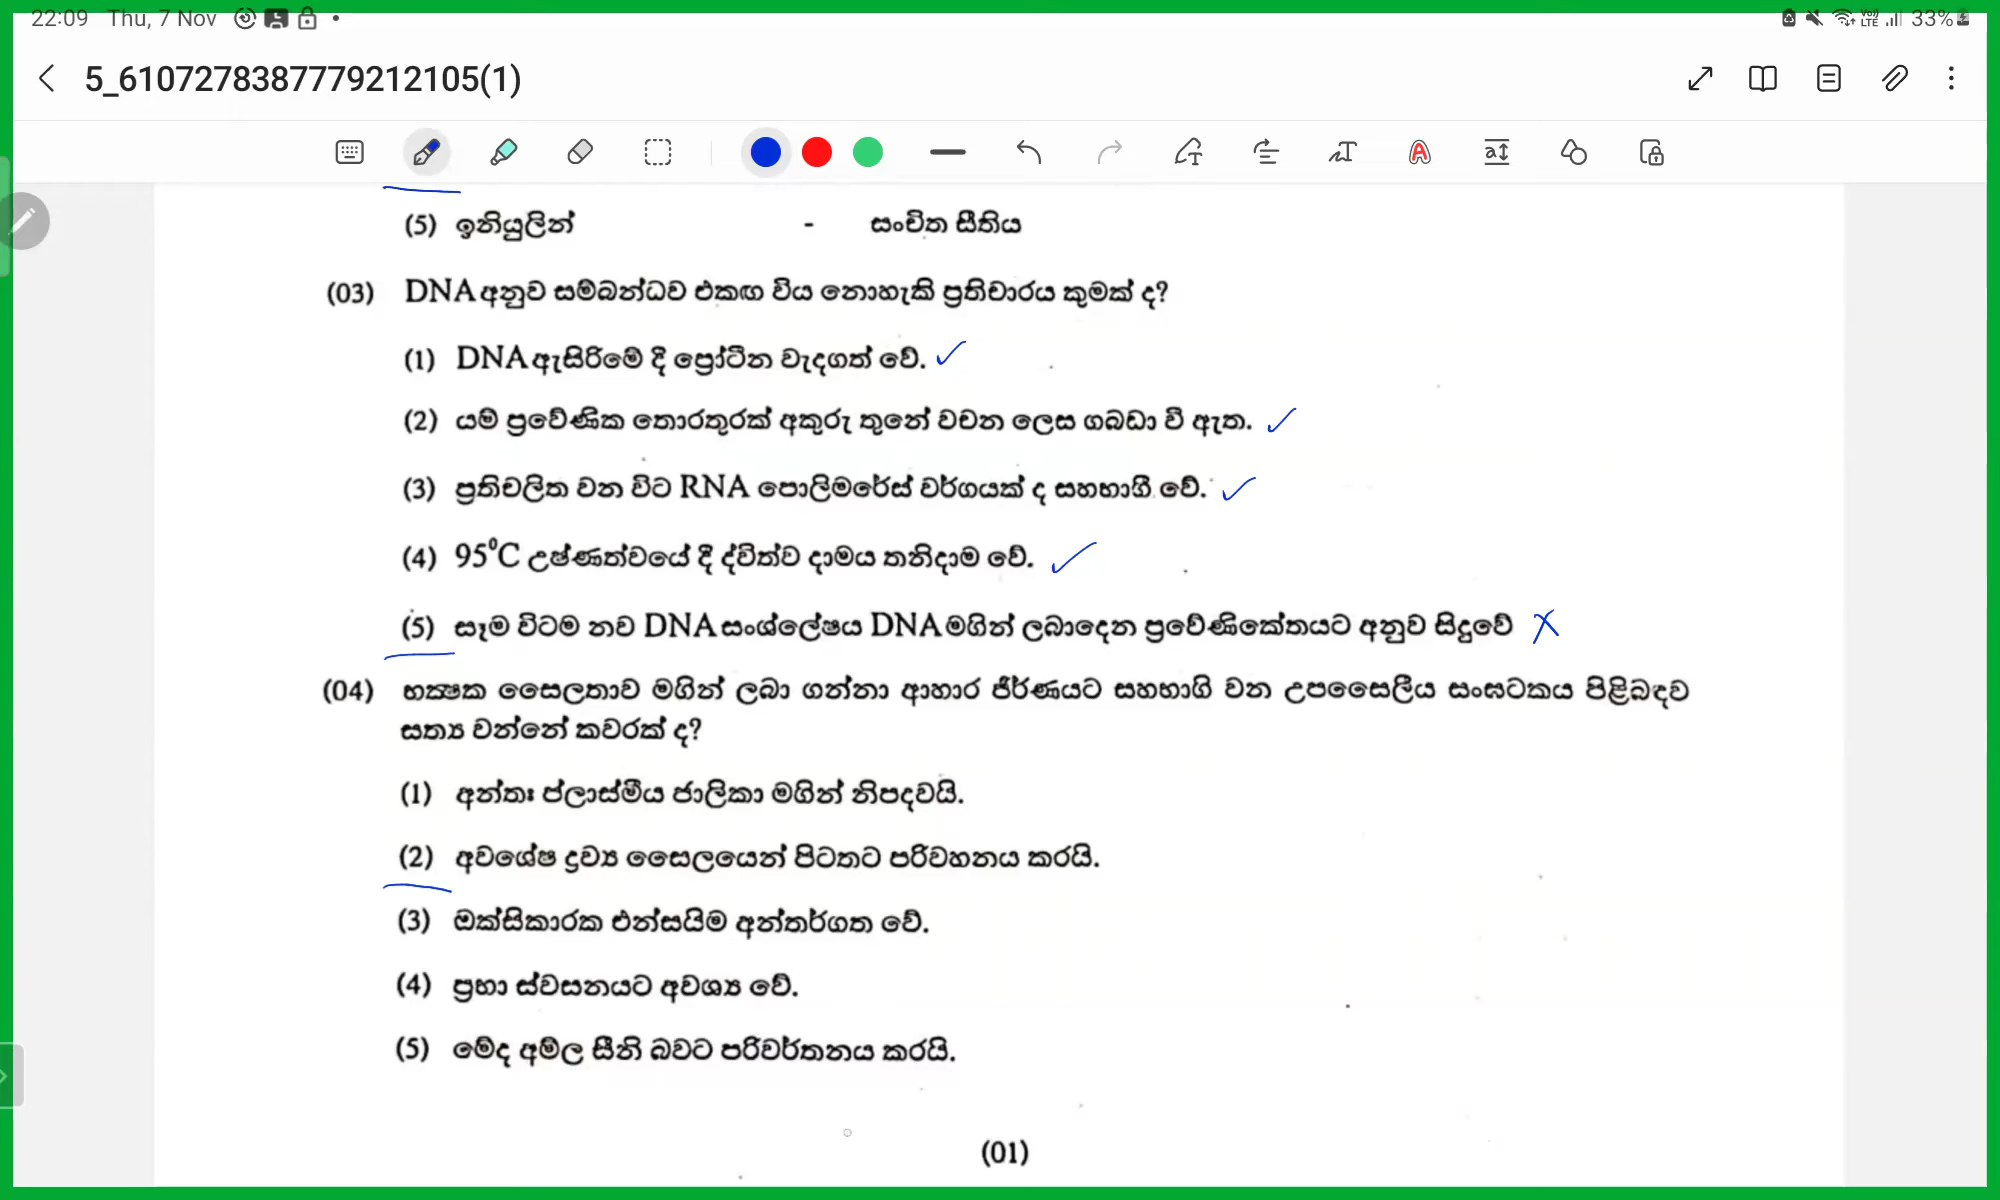 22:09 Thu, 7 Nov
33%
5_6107278387779212105(1)
(5) ඉනියුලින් - සංචිත සීනිය
(03) DNA අනුව සම්බන්ධව එකඟ විය නොහැකි ප්‍රතිචාරය කුමක් ද?
(1) DNA ඇසිරිමේ දී ප්‍රෝටීන වැදගත් වේ.
(2) යම් ප්‍රවේණික තොරතුරක් අකුරු තුනේ වචන ලෙස ගබඩා වී ඇත.
(3) ප්‍රතිවලිත වන විට RNA පොලිමරේස් වර්ගයක් ද සහභාගී වේ.
(4) 95⁰C උෂ්ණත්වයේ දී ද්විත්ව දාමය තනිදාම වේ.
(5) සෑම විටම නව DNA සංශ්ලේෂය DNA මගින් ලබාදෙන ප්‍රවේණිකේතයට අනුව සිදුවේ
(04) භක්‍ෂක සෛලතාව මගින් ලබා ගන්නා ආහාර ජීර්ණයට සහභාගි වන උපසෛලීය සංඝටකය පිළිබඳව
සත්‍ය වන්නේ කවරක් ද?
(1) අන්තඃ ප්ලාස්මීය ජාලිකා මගින් නිපදවයි.
(2) අවශේෂ ද්‍රව්‍ය සෛලයෙන් පිටතට පරිවහනය කරයි.
(3) ඔක්සිකාරක එන්සයිම අන්තර්ගත වේ.
(4) ප්‍රභා ස්වසනයට අවශ්‍ය වේ.
(5) මේද අම්ල සීනි බවට පරිවර්තනය කරයි.
(01)